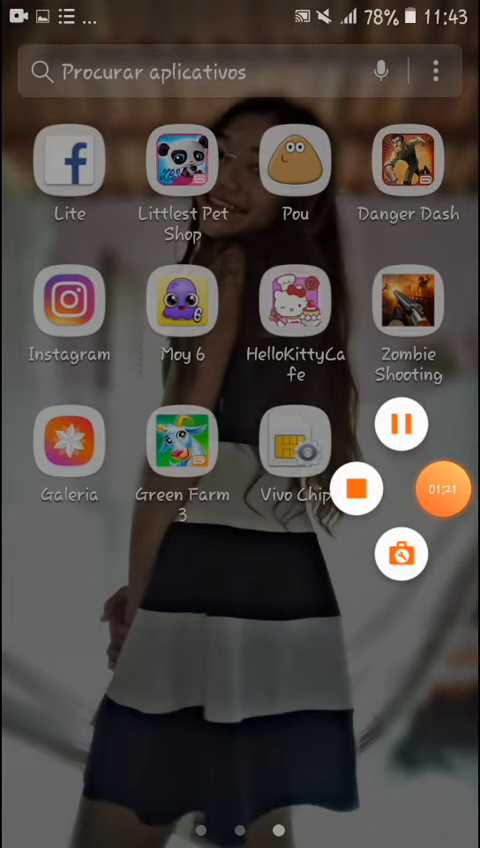 ... 78% 11:43
Procurar aplicativos
Lite
Littlest Pet
Shop
Pou
Danger Dash
Instagram
Moy 6
HelloKittyCa
fe
Zombie
Shooting
Galeria
Green Farm
3
Vivo Chip
01:21